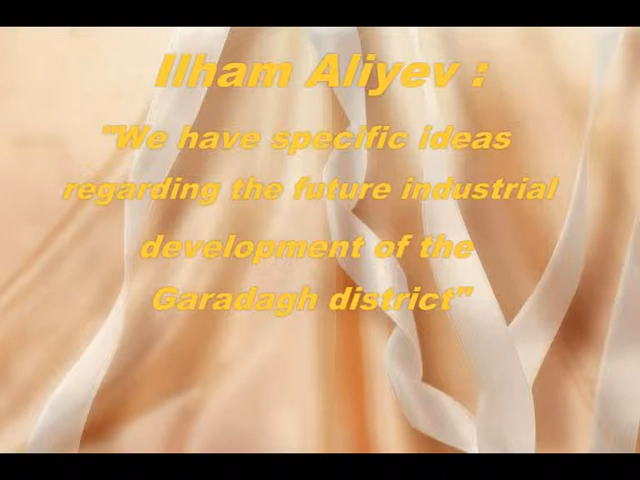 Ilham Aliyev :
"We have specific ideas
regarding the future industrial
development of the
Garadagh district"